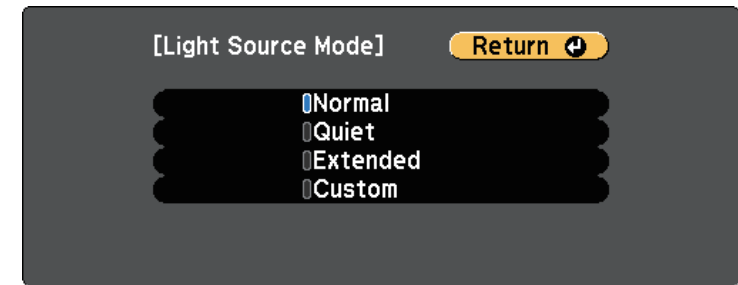 [Light Source Mode] Return
Normal
Quiet
Extended
Custom